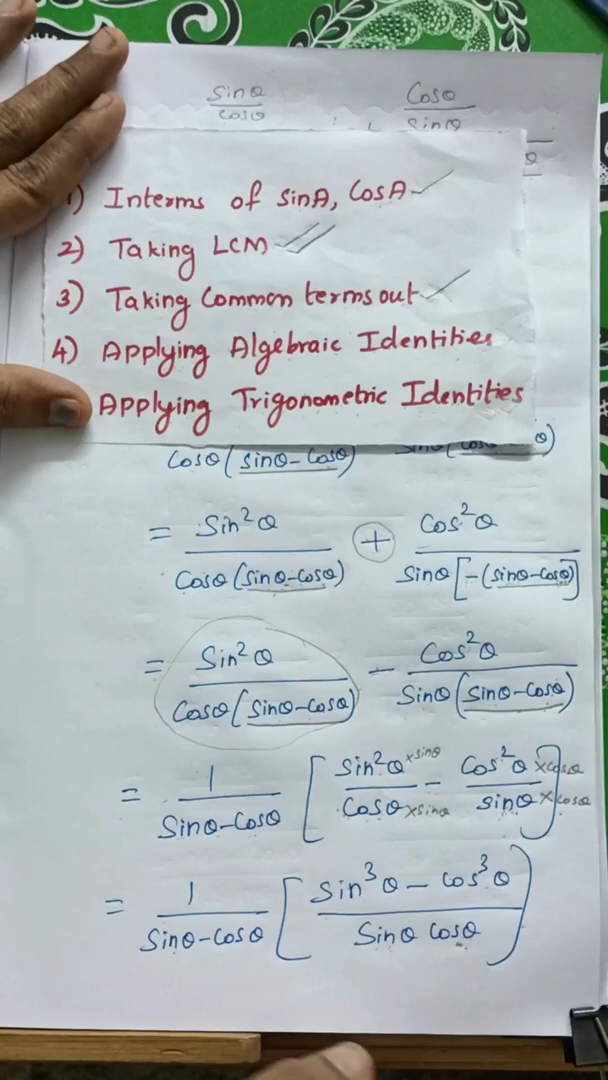 Sinθ/Cosθ Cosθ/Sinθ
θ
1) Interms of sinA, CosA ✓
2) Taking LCM ✓✓
3) Taking Common terms out ✓
4) Applying Algebraic Identities
Applying Trigonometric Identities
Cosθ(sinθ-Cosθ) θ)
= Sin²θ/Cosθ(sinθ-cosθ) + Cos²θ/Sinθ[-(sinθ-Cosθ)]
= Sin²θ/Cosθ(sinθ-cosθ) - Cos²θ/Sinθ(sinθ-cosθ)
= 1/Sinθ-Cosθ [Sin²θ×sinθ/Cosθ×sinθ - Cos²θ×cosθ/sinθ×cosθ]
= 1/Sinθ-Cosθ [Sin³θ-Cos³θ/Sinθ Cosθ]